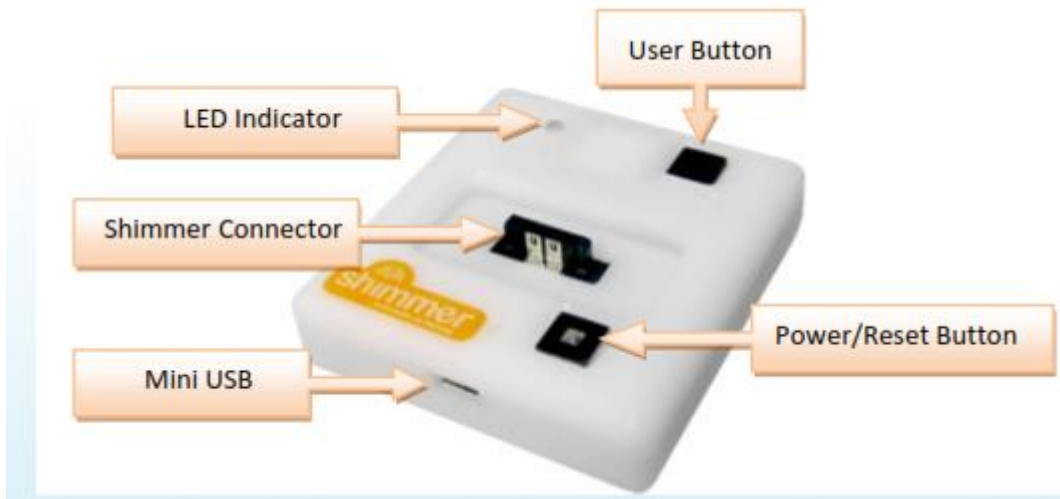 User Button
LED Indicator
Shimmer Connector
shimmer
Power/Reset Button
Mini USB